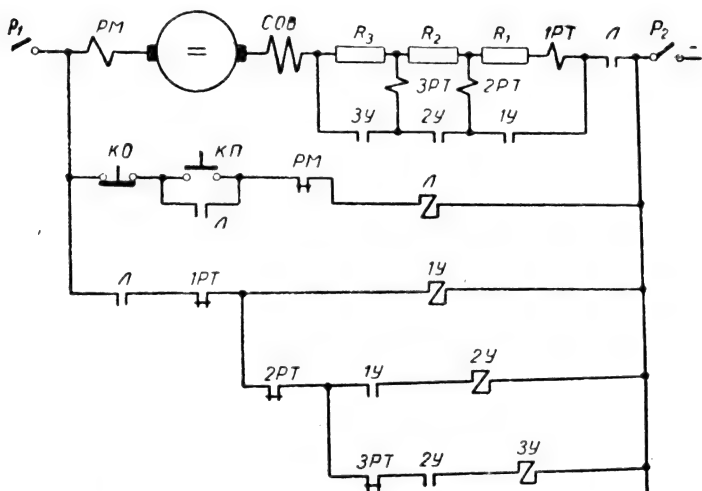 P₁ РМ = СОВ R₃ R₂ R₁ 1РТ Л P₂ -
3РТ 2РТ
3У 2У 1У
КО КП РМ
Л Л
Л 1РТ 1У
2РТ 1У 2У
3РТ 2У 3У